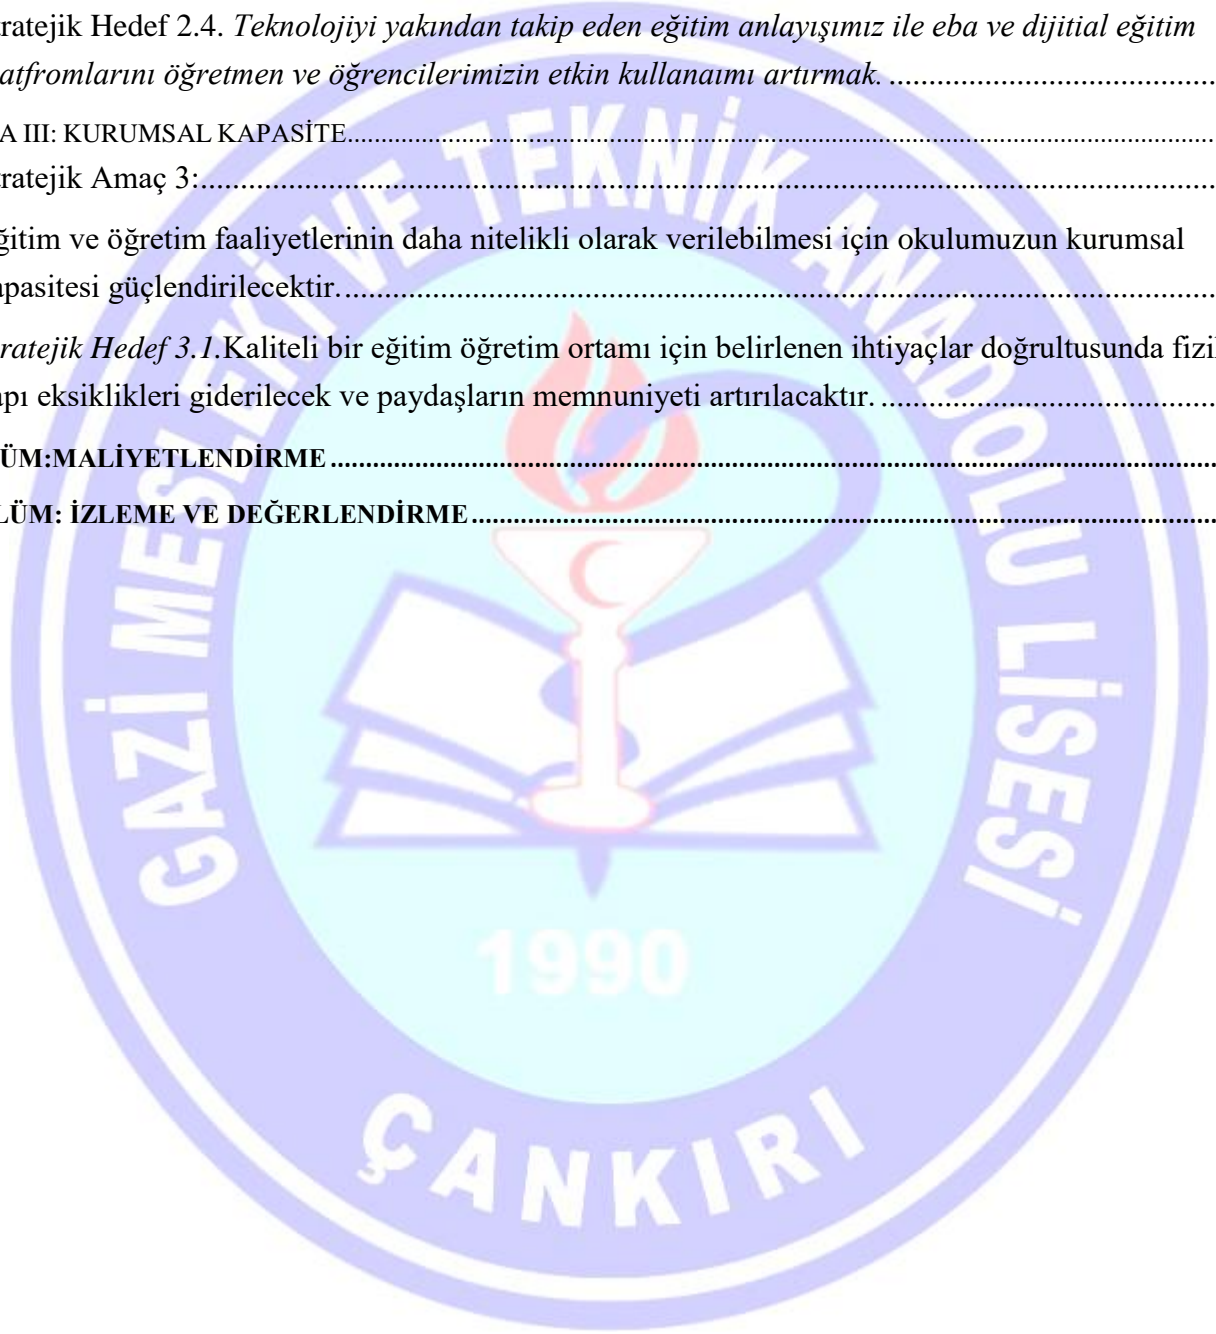 ratejik Hedef 2.4. Teknolojiyi yakından takip eden eğitim anlayışımız ile eba ve dijitial eğitim
atfromlarını öğretmen ve öğrencilerimizin etkin kullanaımı artırmak. ..........................................
A III: KURUMSAL KAPASİTE..........................................
ratejik Amaç 3:..........................................
ğitim ve öğretim faaliyetlerinin daha nitelikli olarak verilebilmesi için okulumuzun kurumsal
apasitesi güçlendirilecektir...........................................
ratejik Hedef 3.1.Kaliteli bir eğitim öğretim ortamı için belirlenen ihtiyaçlar doğrultusunda fizi
apı eksiklikleri giderilecek ve paydaşların memnuniyeti artırılacaktır. ..........................................
ÜM:MALİYETLENDİRME ..........................................
LÜM: İZLEME VE DEĞERLENDİRME ..........................................
GAZİ MESLEKİ VE TEKNİK ANADOLU LİSESİ
1990
ÇANKIRI